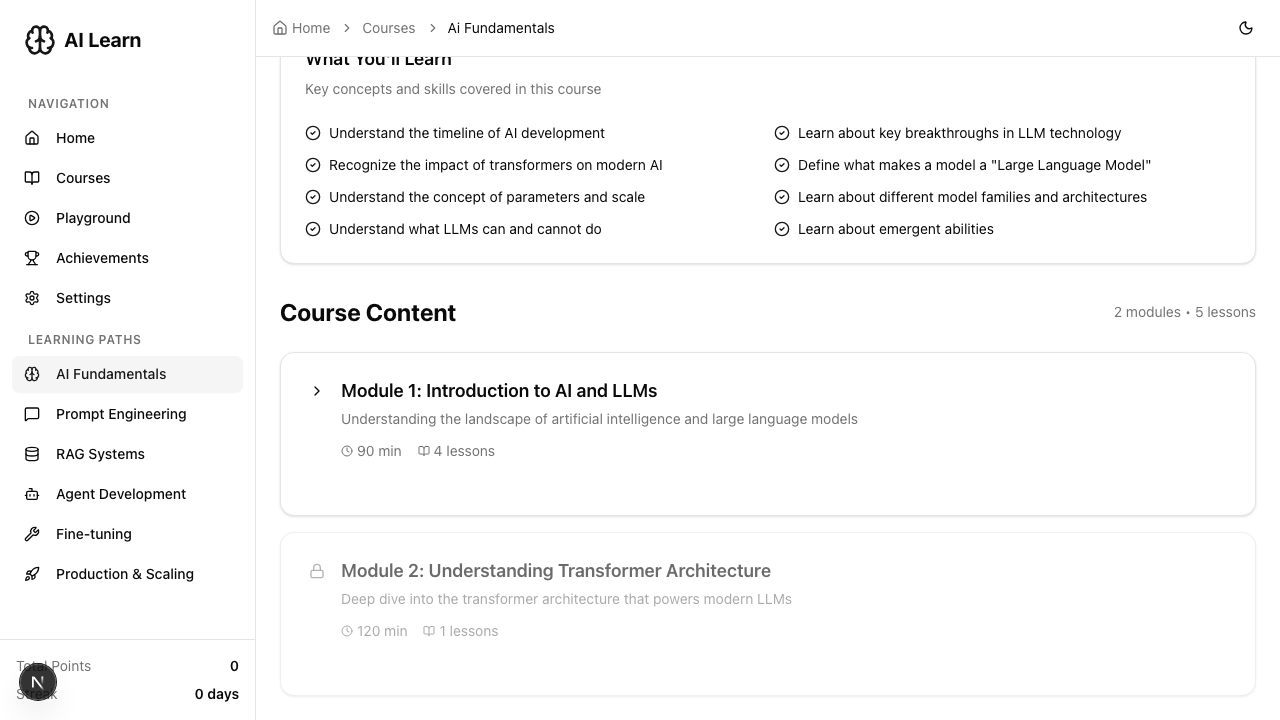 AI Learn
NAVIGATION
Home
Courses
Playground
Achievements
Settings
LEARNING PATHS
AI Fundamentals
Prompt Engineering
RAG Systems
Agent Development
Fine-tuning
Production & Scaling
Total Points 0
Streak 0 days
N
Home > Courses > Ai Fundamentals
What You'll Learn
Key concepts and skills covered in this course
Understand the timeline of AI development
Learn about key breakthroughs in LLM technology
Recognize the impact of transformers on modern AI
Define what makes a model a "Large Language Model"
Understand the concept of parameters and scale
Learn about different model families and architectures
Understand what LLMs can and cannot do
Learn about emergent abilities
Course Content
2 modules • 5 lessons
Module 1: Introduction to AI and LLMs
Understanding the landscape of artificial intelligence and large language models
90 min 4 lessons
Module 2: Understanding Transformer Architecture
Deep dive into the transformer architecture that powers modern LLMs
120 min 1 lessons